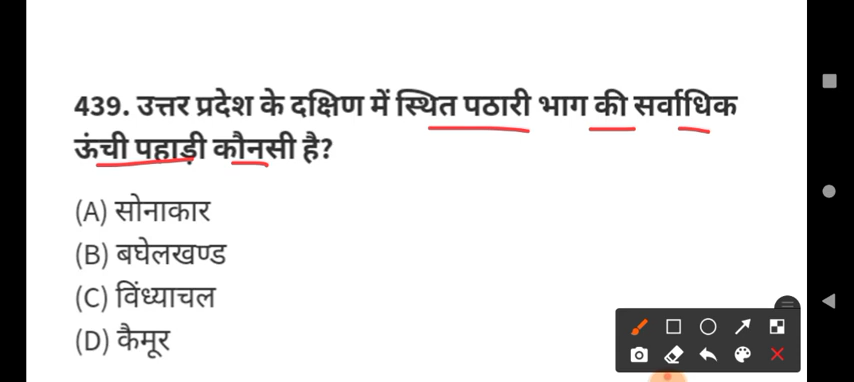 439. उत्तर प्रदेश के दक्षिण में स्थित पठारी भाग की सर्वाधिक
ऊंची पहाड़ी कौनसी है?
(A) सोनाकार
(B) बघेलखण्ड
(C) विंध्याचल
(D) कैमूर